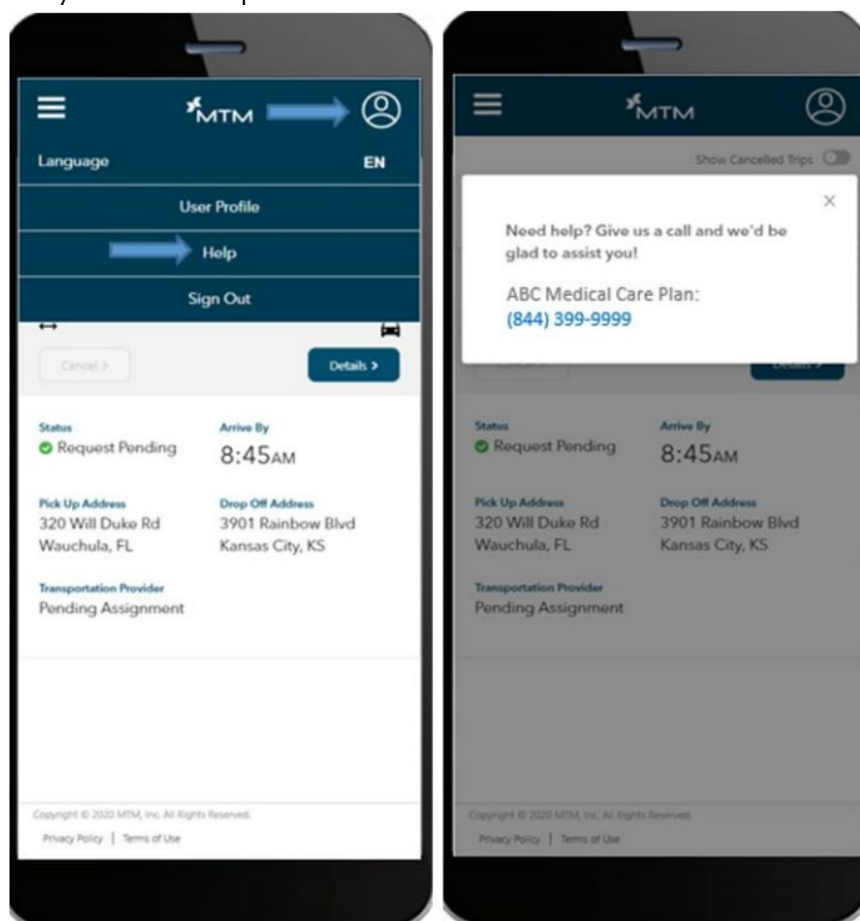 MTM
Language EN
User Profile
Help
Sign Out
Cancel >
Details >
Status Arrive By
Request Pending 8:45AM
Pick Up Address Drop Off Address
320 Will Duke Rd 3901 Rainbow Blvd
Wauchula, FL Kansas City, KS
Transportation Provider
Pending Assignment
Copyright © 2020 MTM, Inc. All Rights Reserved.
Privacy Policy | Terms of Use
MTM
Show Cancelled Trips
Need help? Give us a call and we'd be
glad to assist you!
ABC Medical Care Plan:
(844) 399-9999
Status Arrive By
Request Pending 8:45AM
Pick Up Address Drop Off Address
320 Will Duke Rd 3901 Rainbow Blvd
Wauchula, FL Kansas City, KS
Transportation Provider
Pending Assignment
Copyright © 2020 MTM, Inc. All Rights Reserved.
Privacy Policy | Terms of Use